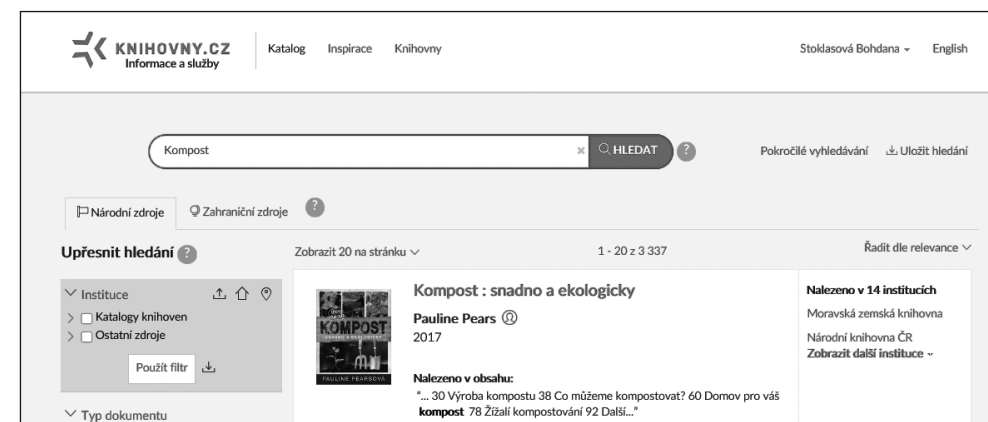 KNIHOVNY.CZ
Informace a služby
Katalog Inspirace Knihovny
Stoklasová Bohdana English
Kompost
HLEDAT ?
Pokročilé vyhledávání Uložit hledání
Národní zdroje Zahraniční zdroje ?
Upřesnit hledání ?
Zobrazit 20 na stránku
1 - 20 z 3 337
Řadit dle relevance
Instituce
Katalogy knihoven
Ostatní zdroje
Použít filtr
Typ dokumentu
KOMPOST
PAULINE PEARSOVÁ
Kompost : snadno a ekologicky
Pauline Pears
2017
Nalezeno v obsahu:
"... 30 Výroba kompostu 38 Co můžeme kompostovat? 60 Domov pro váš
kompost 78 Žížalí kompostování 92 Další..."
Nalezeno v 14 institucích
Moravská zemská knihovna
Národní knihovna ČR
Zobrazit další instituce